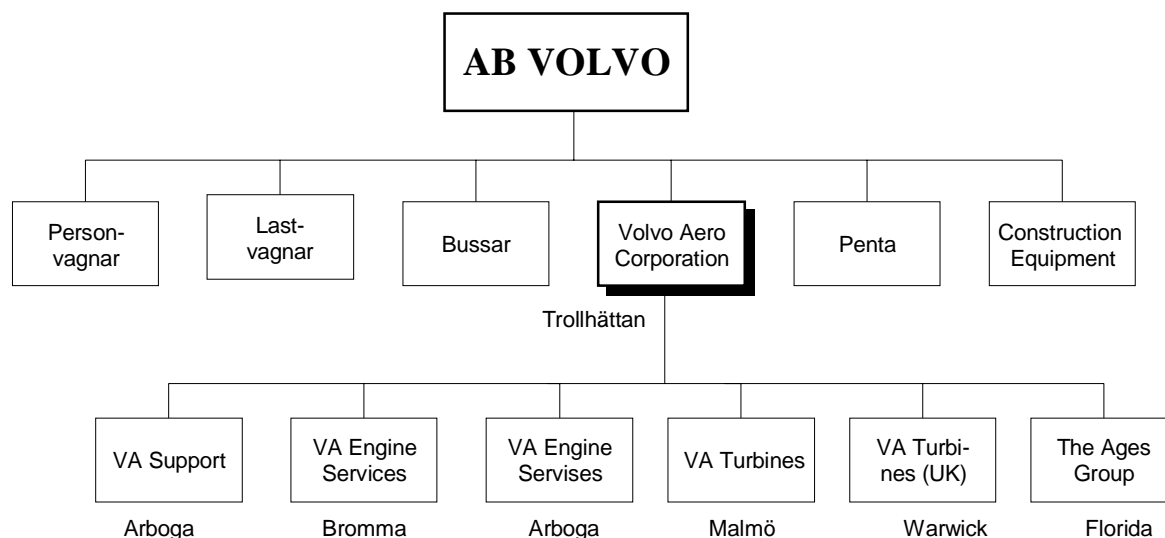 AB VOLVO
Person-
vagnar
Last-
vagnar
Bussar
Volvo Aero
Corporation
Penta
Construction
Equipment
Trollhättan
VA Support
VA Engine
Services
VA Engine
Servises
VA Turbines
VA Turbi-
nes (UK)
The Ages
Group
Arboga
Bromma
Arboga
Malmö
Warwick
Florida